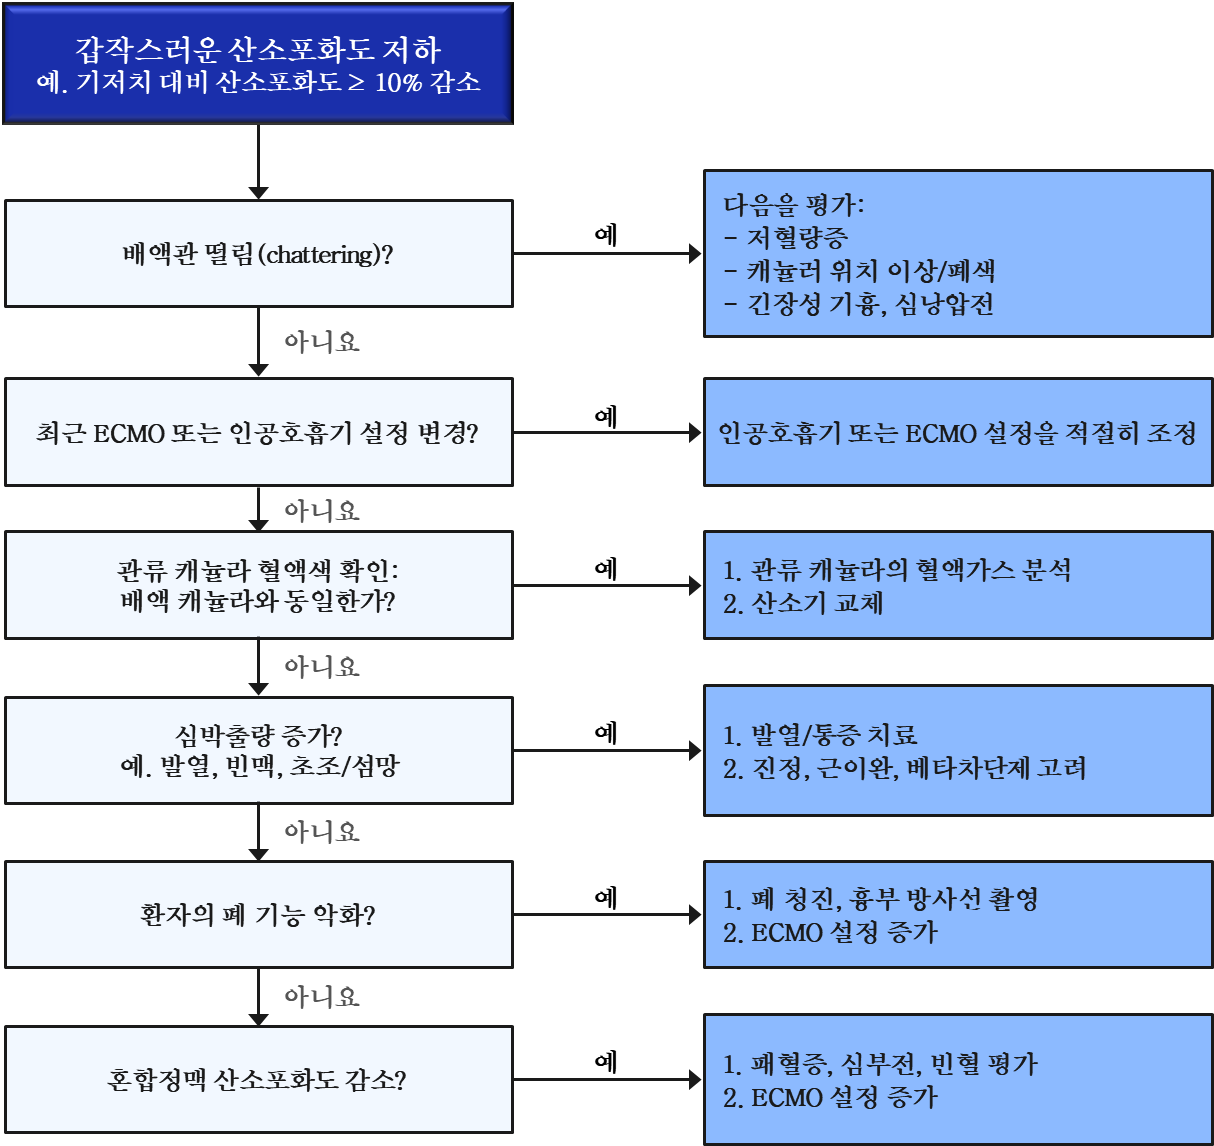 갑작스러운 산소포화도 저하
예. 기저치 대비 산소포화도 ≥ 10% 감소
배액관 떨림(chattering)?
예
다음을 평가:
- 저혈량증
- 캐뉼러 위치 이상/폐색
- 긴장성 기흉, 심낭압전
아니요
최근 ECMO 또는 인공호흡기 설정 변경?
예
인공호흡기 또는 ECMO 설정을 적절히 조정
아니요
관류 캐뉼라 혈액색 확인:
배액 캐뉼라와 동일한가?
예
1. 관류 캐뉼라의 혈액가스 분석
2. 산소기 교체
아니요
심박출량 증가?
예. 발열, 빈맥, 초조/섬망
예
1. 발열/통증 치료
2. 진정, 근이완, 베타차단제 고려
아니요
환자의 폐 기능 악화?
예
1. 폐 청진, 흉부 방사선 촬영
2. ECMO 설정 증가
아니요
혼합정맥 산소포화도 감소?
예
1. 패혈증, 심부전, 빈혈 평가
2. ECMO 설정 증가